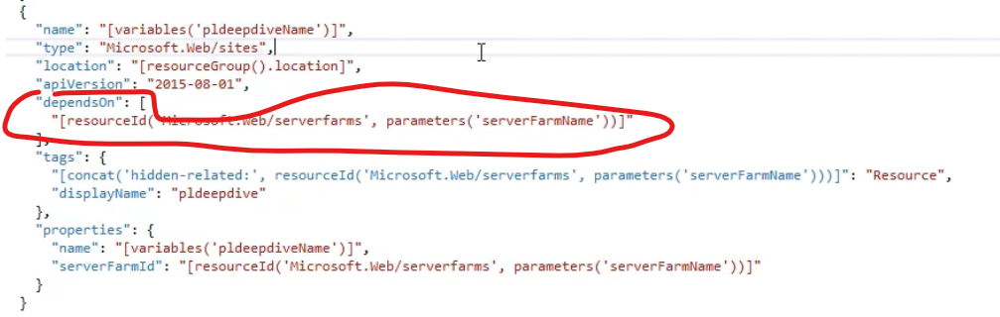 {
"name": "[variables('pldeepdiveName')]",
"type": "Microsoft.Web/sites",
"location": "[resourceGroup().location]",
"apiVersion": "2015-08-01",
"dependsOn": [
"[resourceId('Microsoft.Web/serverfarms', parameters('serverFarmName'))]"
],
"tags": {
"[concat('hidden-related:', resourceId('Microsoft.Web/serverfarms', parameters('serverFarmName')))]": "Resource",
"displayName": "pldeepdive"
},
"properties": {
"name": "[variables('pldeepdiveName')]",
"serverFarmId": "[resourceId('Microsoft.Web/serverfarms', parameters('serverFarmName'))]"
}
}